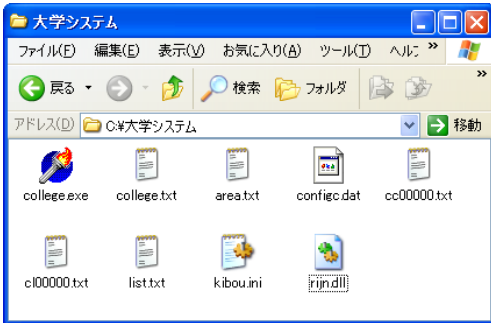 大学システム
ファイル(F) 編集(E) 表示(V) お気に入り(A) ツール(T) ヘルプ »
戻る 検索 フォルダ »
アドレス(D) C:¥大学システム 移動
college.exe college.txt area.txt configc.dat cc00000.txt
cl00000.txt list.txt kibou.ini rijn.dll